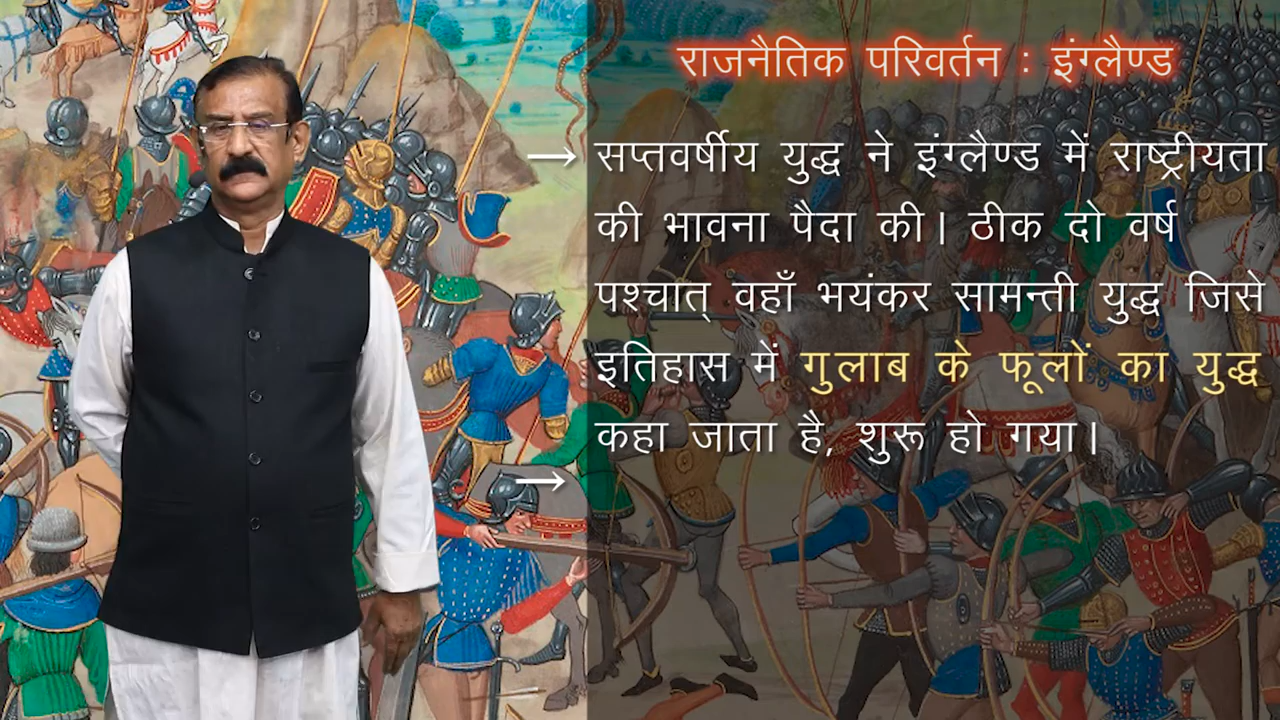 राजनैतिक परिवर्तन : इंग्लैण्ड
→ सप्तवर्षीय युद्ध ने इंग्लैण्ड में राष्ट्रीयता
की भावना पैदा की। ठीक दो वर्ष
पश्चात् वहाँ भयंकर सामन्ती युद्ध जिसे
इतिहास में गुलाब के फूलों का युद्ध
कहा जाता है, शुरू हो गया।
→